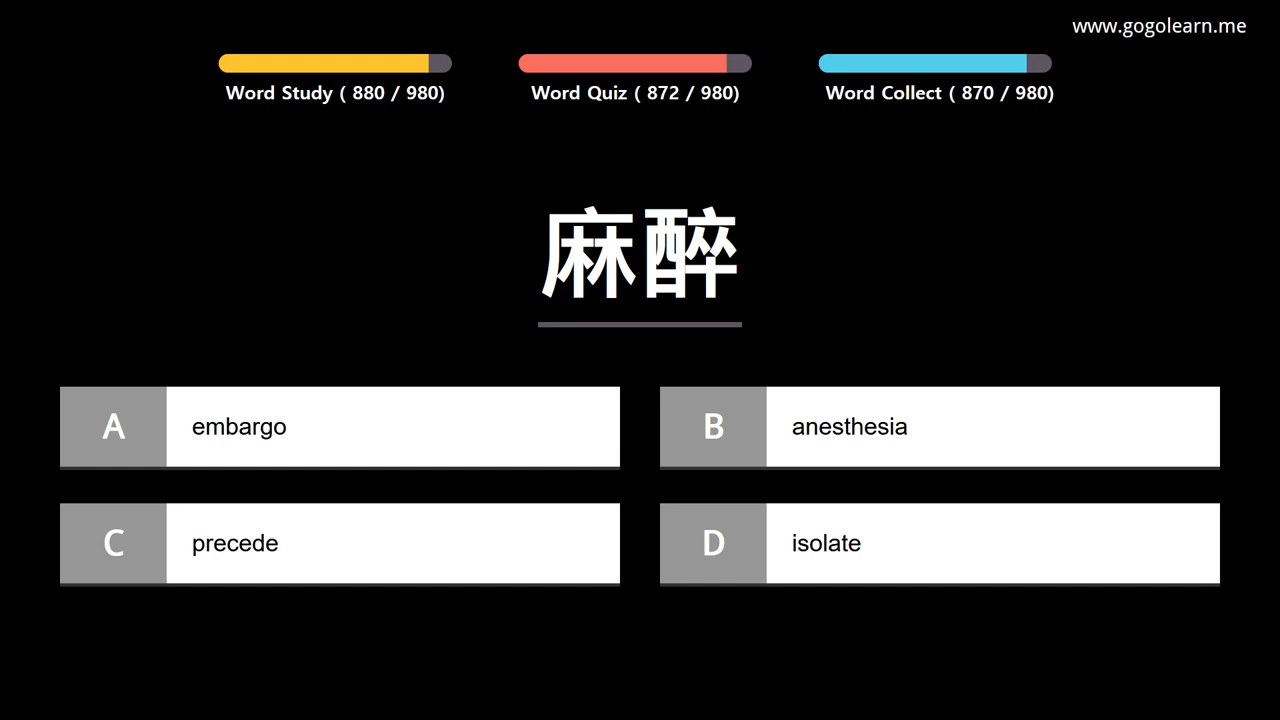 www.gogolearn.me
Word Study ( 880 / 980)
Word Quiz ( 872 / 980)
Word Collect ( 870 / 980)
麻醉
A embargo
B anesthesia
C precede
D isolate